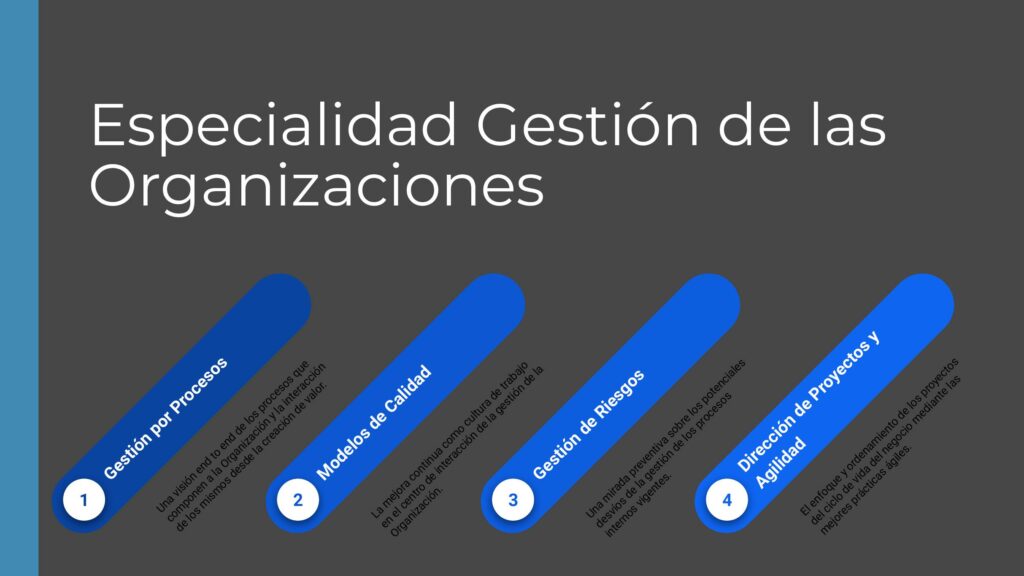 Especialidad Gestión de las
Organizaciones
1
Gestión por Procesos
Una visión end to end de los procesos que
componen a la Organización y la interacción
de los mismos desde la creación de valor.
2
Modelos de Calidad
La mejora continua como cultura de trabajo
en el centro de interacción de la gestión de la
Organización.
3
Gestión de Riesgos
Una mirada preventiva sobre los potenciales
desvíos de la gestión de los procesos
internos vigentes.
4
Dirección de Proyectos y
Agilidad
El enfoque y ordenamiento de los proyectos
del ciclo de vida del negocio mediante las
mejores prácticas ágiles.